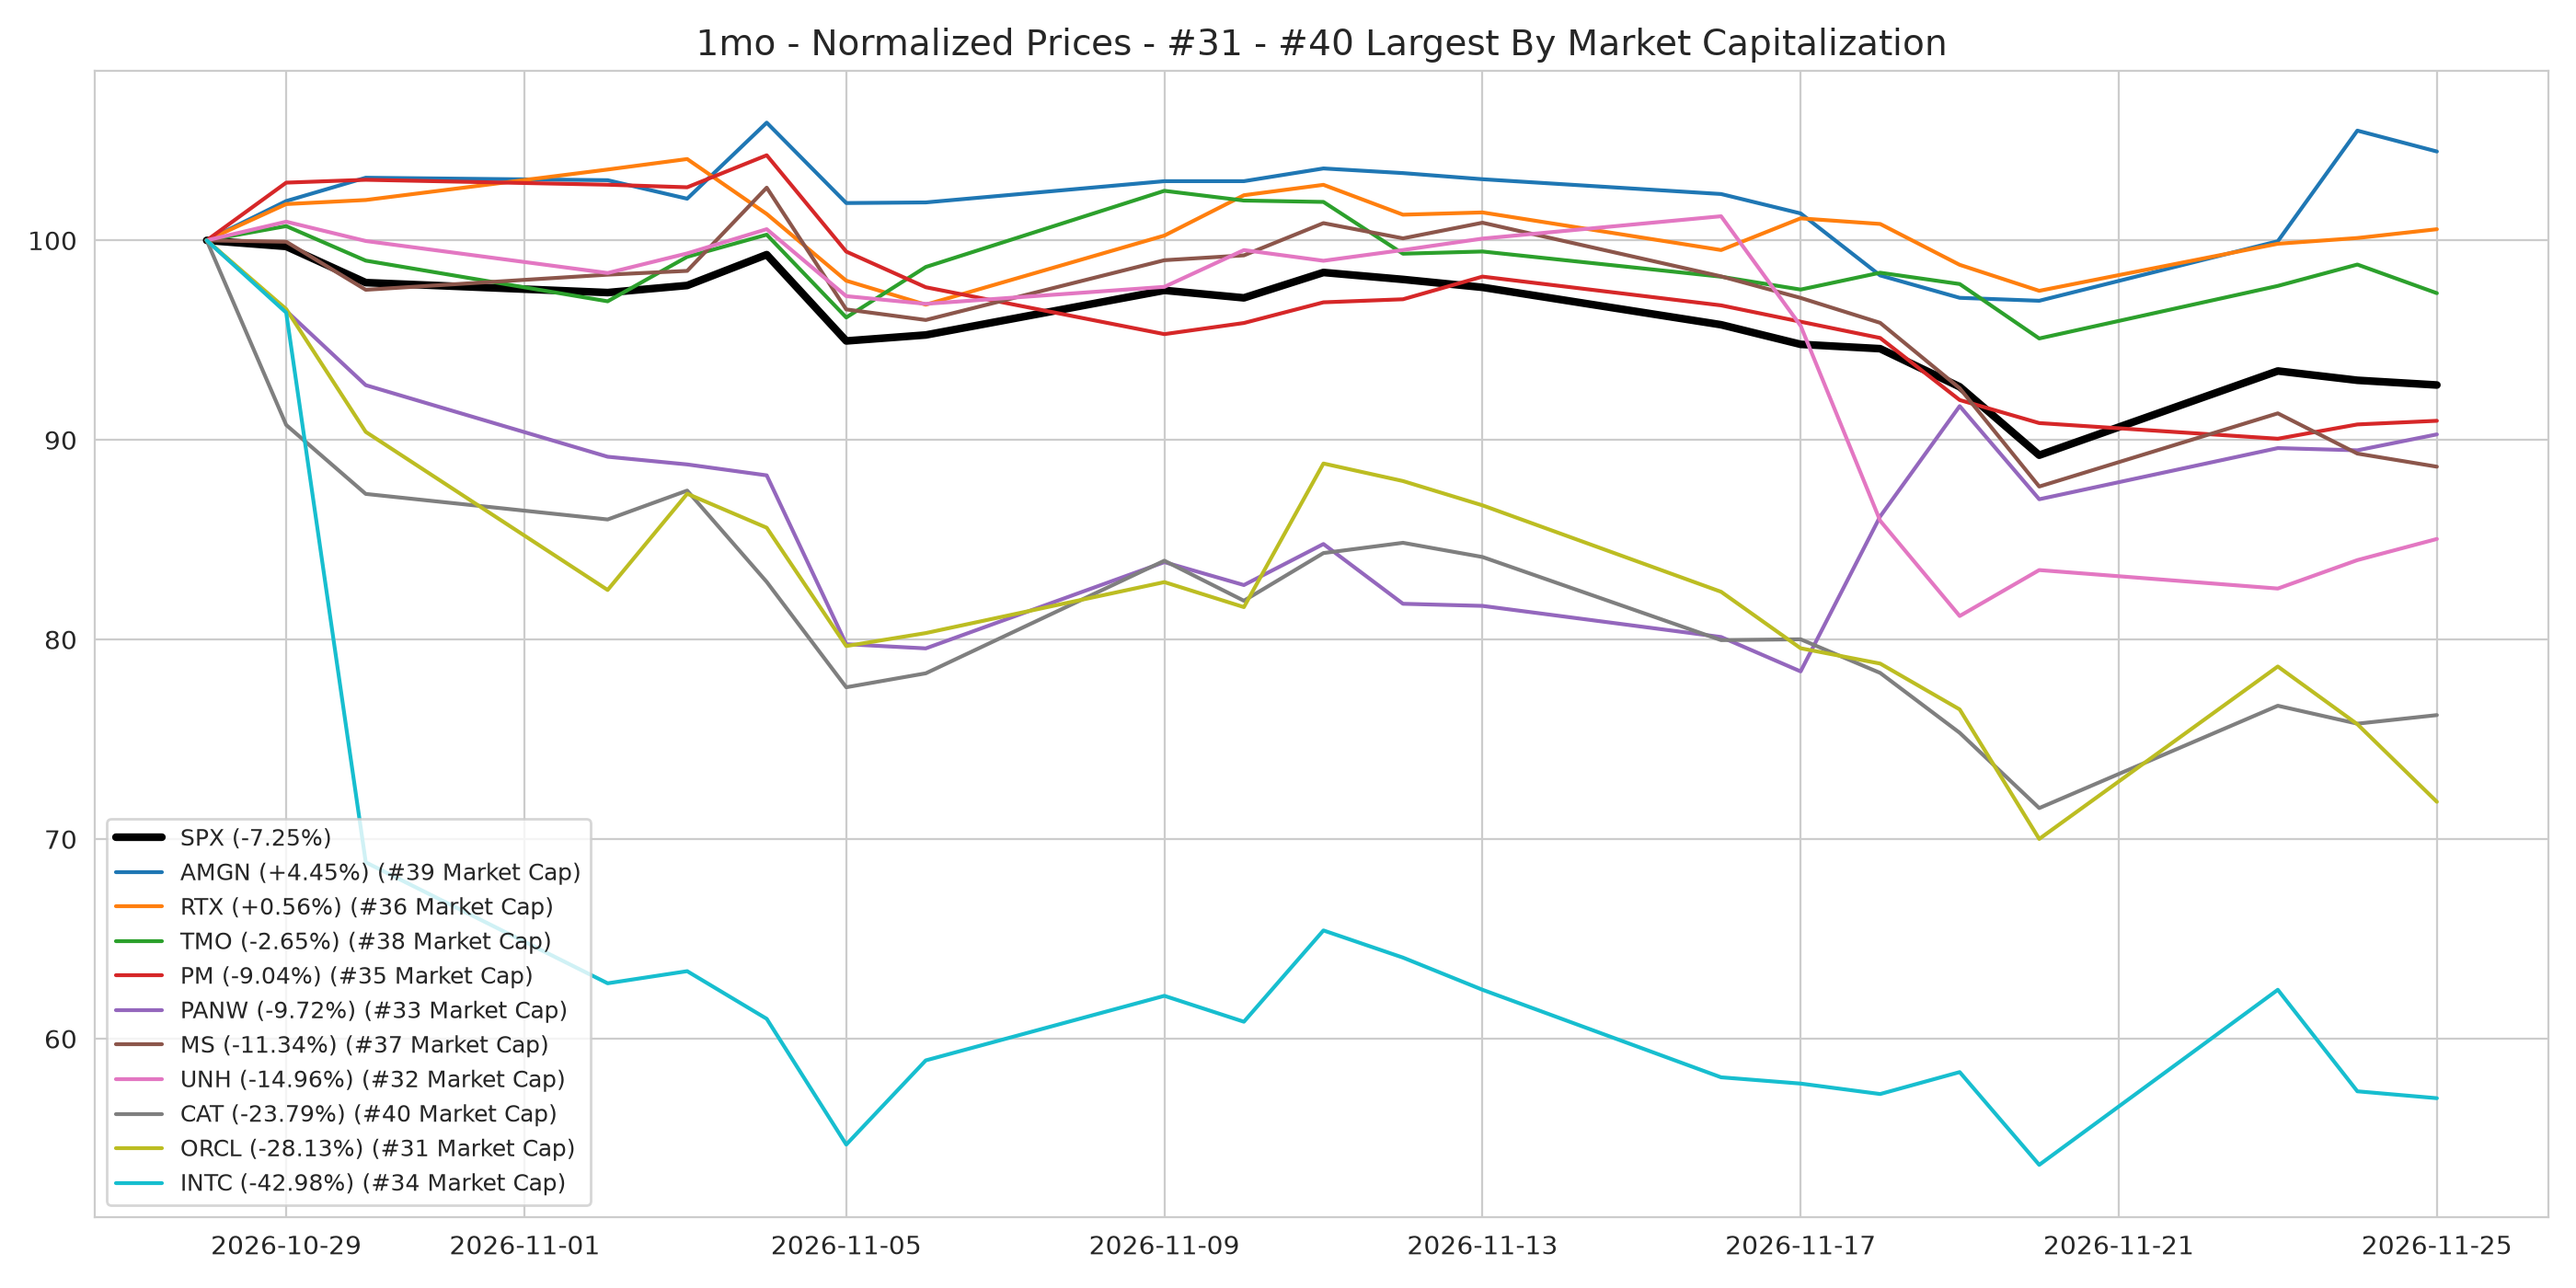 1mo - Normalized Prices - #31 - #40 Largest By Market Capitalization
100
90
80
70
60
SPX (-7.25%)
AMGN (+4.45%) (#39 Market Cap)
RTX (+0.56%) (#36 Market Cap)
TMO (-2.65%) (#38 Market Cap)
PM (-9.04%) (#35 Market Cap)
PANW (-9.72%) (#33 Market Cap)
MS (-11.34%) (#37 Market Cap)
UNH (-14.96%) (#32 Market Cap)
CAT (-23.79%) (#40 Market Cap)
ORCL (-28.13%) (#31 Market Cap)
INTC (-42.98%) (#34 Market Cap)
2026-10-29 2026-11-01 2026-11-05 2026-11-09 2026-11-13 2026-11-17 2026-11-21 2026-11-25